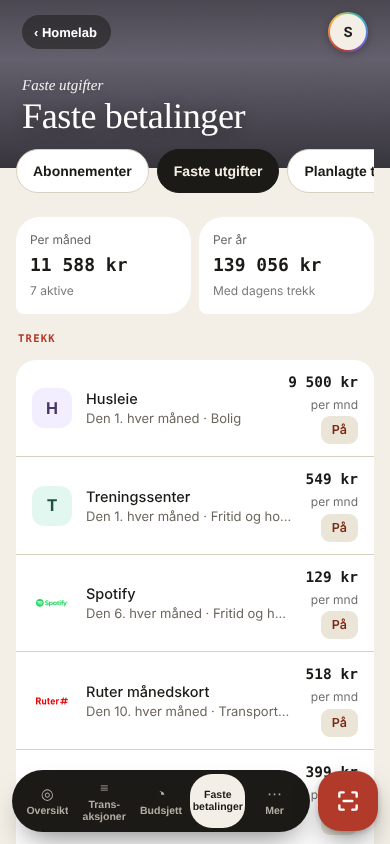 ‹ Homelab
S
Faste utgifter
Faste betalinger
Abonnementer
Faste utgifter
Planlagte t
Per måned
11 588 kr
7 aktive
Per år
139 056 kr
Med dagens trekk
TREKK
H
Husleie
Den 1. hver måned · Bolig
9 500 kr
per mnd
På
T
Treningssenter
Den 1. hver måned · Fritid og ho...
549 kr
per mnd
På
Spotify
Spotify
Den 6. hver måned · Fritid og h...
129 kr
per mnd
På
Ruter#
Ruter månedskort
Den 10. hver måned · Transport...
518 kr
per mnd
På
399 kr
Oversikt
Trans-
aksjoner
Budsjett
Faste
betalinger
Mer